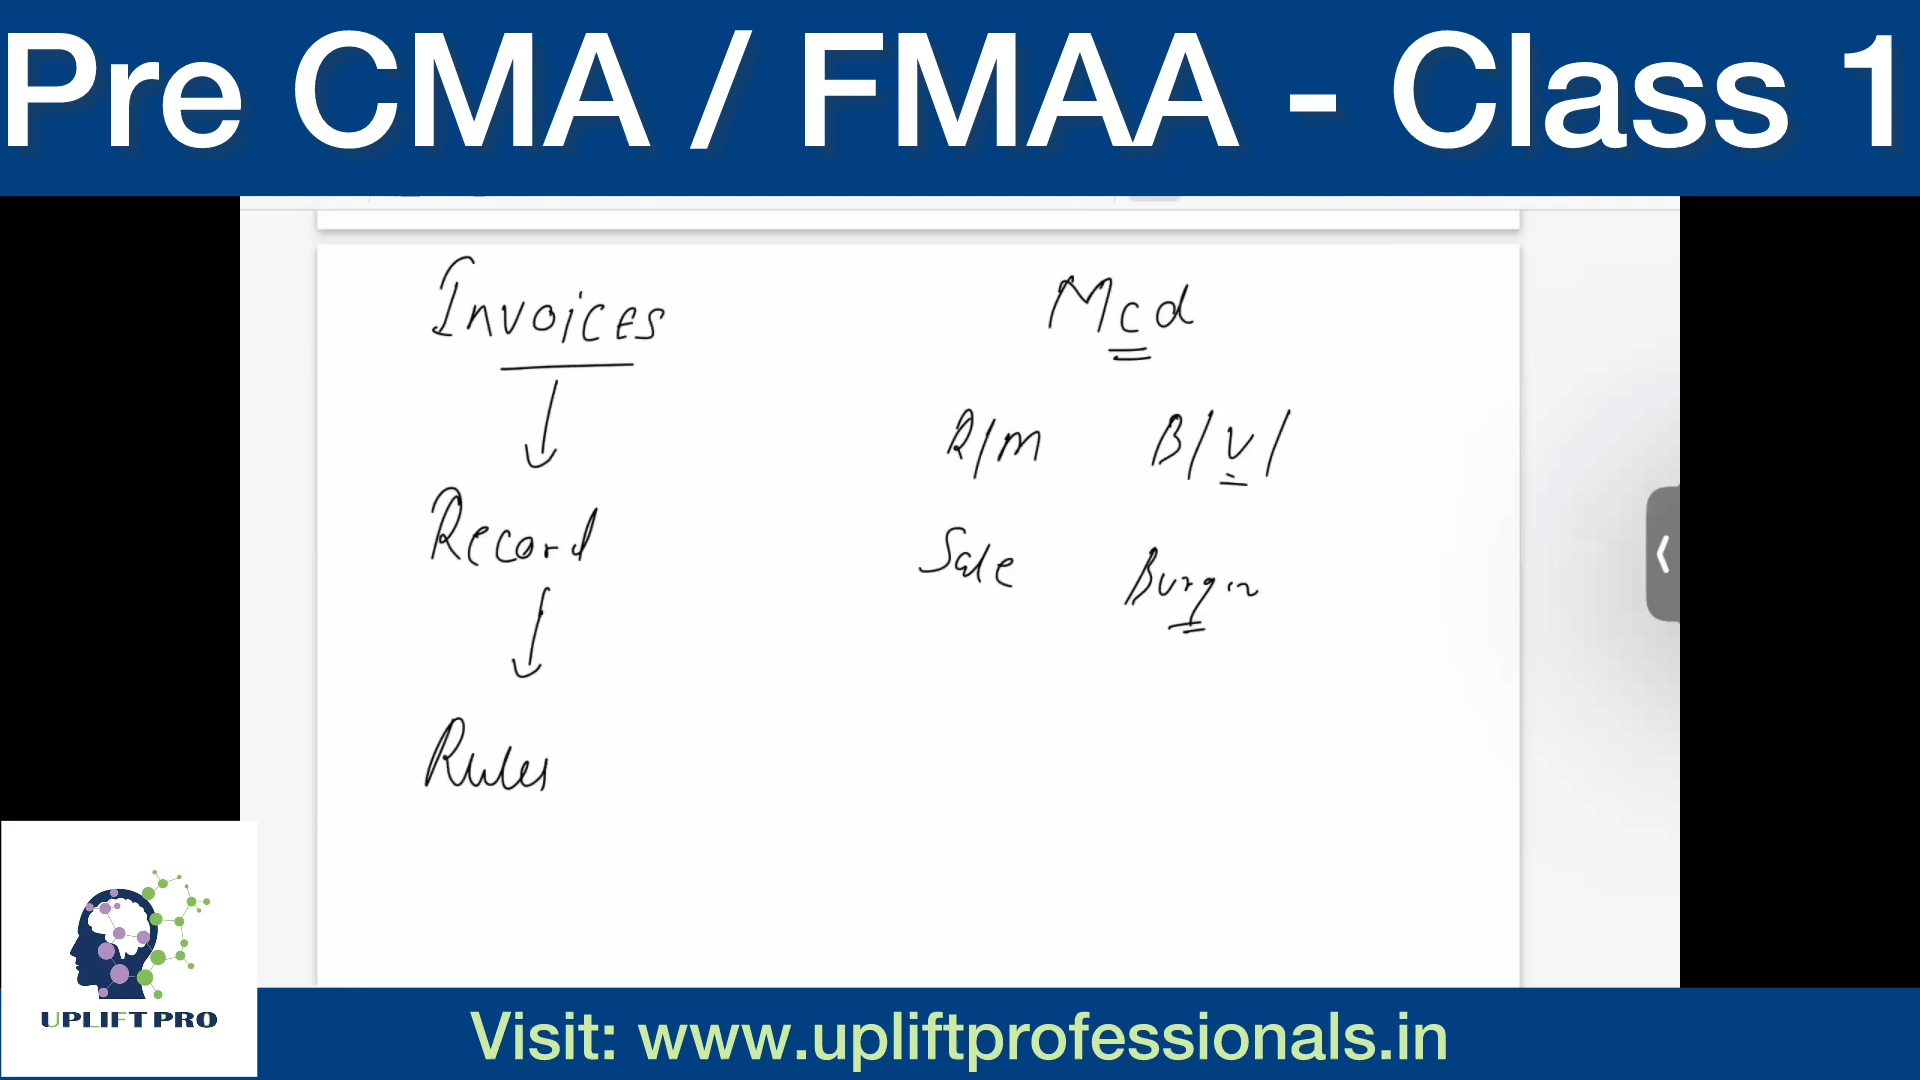 Pre CMA / FMAA - Class 1
Invoices
Record
Rules
Mcd
R/m B/V/
Sale Burger
UPLIFT PRO
Visit: www.upliftprofessionals.in